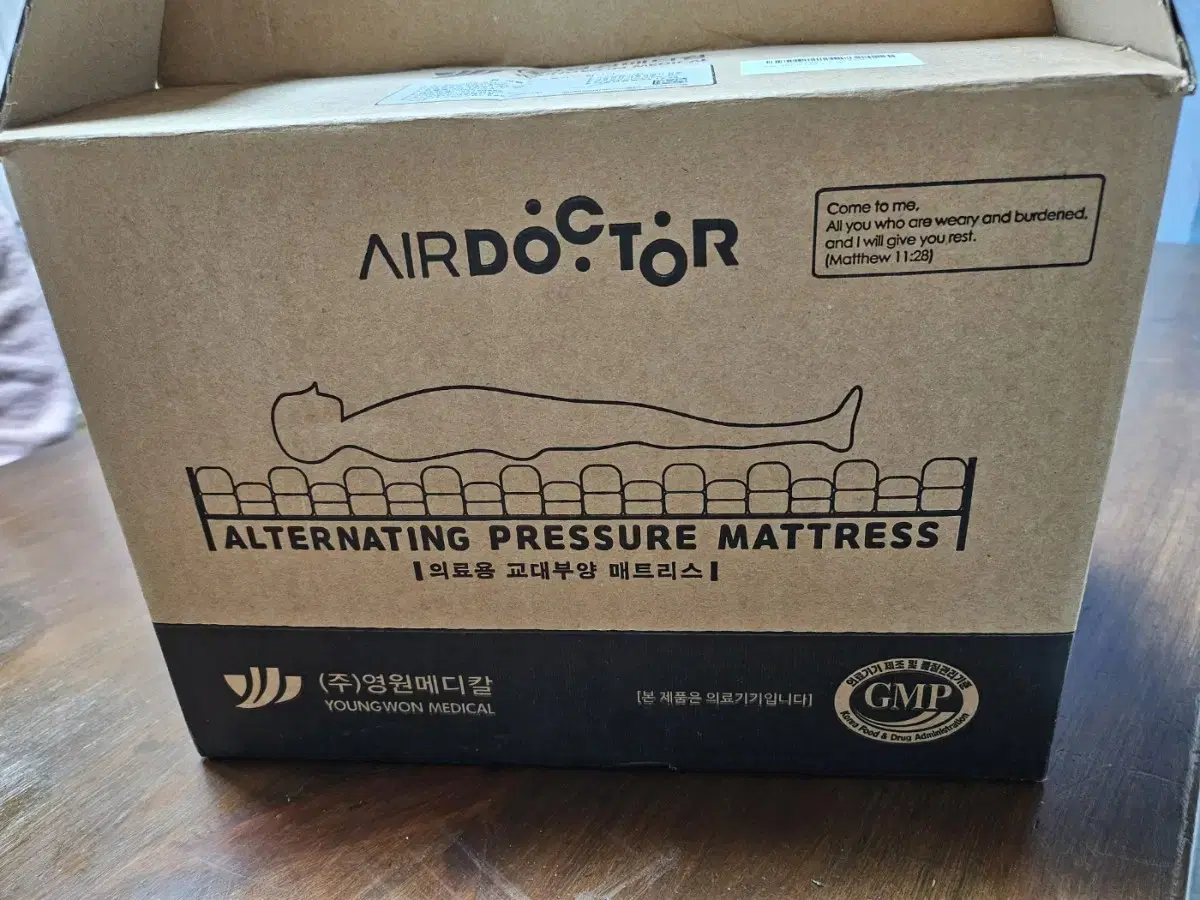 AIRDOCTOR
Come to me,
All you who are weary and burdened,
and I will give you rest.
(Matthew 11:28)
ALTERNATING PRESSURE MATTRESS
의료용 교대부양 매트리스
(주)영원메디칼
YOUNGWON MEDICAL
[본 제품은 의료기기입니다]
의료기기 제조 및 품질관리기준
GMP
Korea Food & Drug Administration